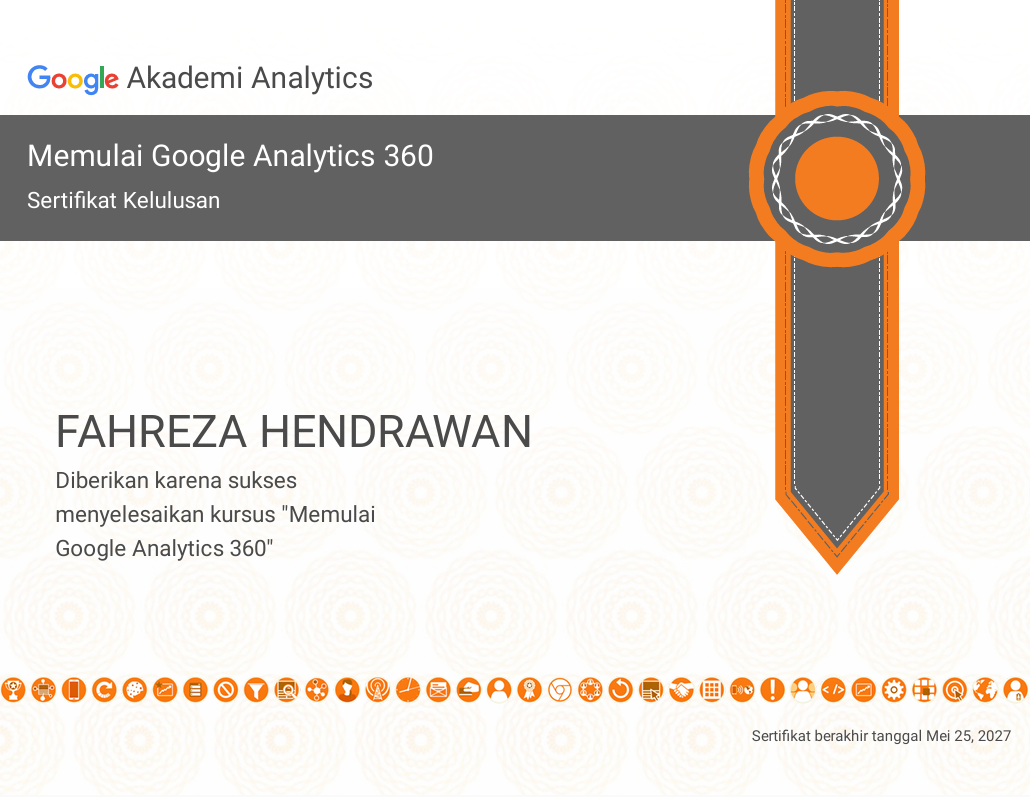 Google Akademi Analytics
Memulai Google Analytics 360
Sertifikat Kelulusan
FAHREZA HENDRAWAN
Diberikan karena sukses
menyelesaikan kursus "Memulai
Google Analytics 360"
Sertifikat berakhir tanggal Mei 25, 2027